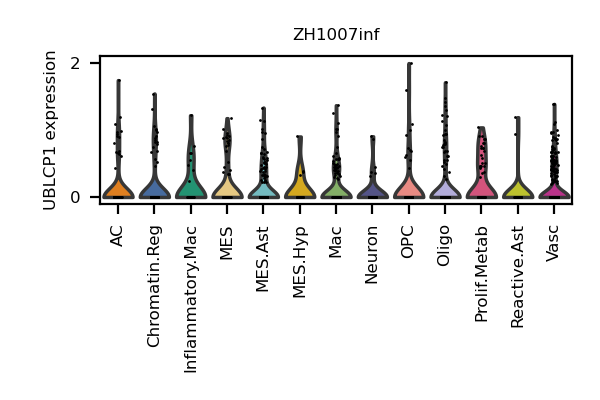 ZH1007inf
UBLCP1 expression
2
0
AC
Chromatin.Reg
Inflammatory.Mac
MES
MES.Ast
MES.Hyp
Mac
Neuron
OPC
Oligo
Prolif.Metab
Reactive.Ast
Vasc